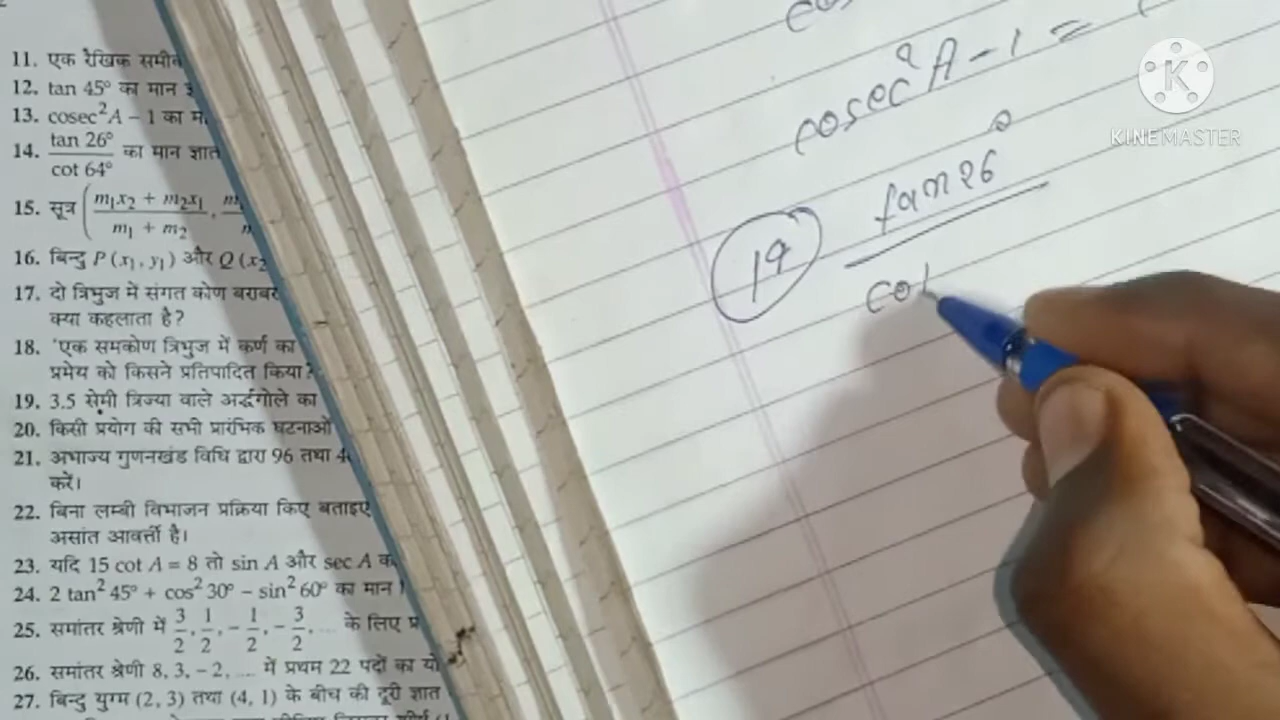 11. एक रैखिक समीक
12. tan 45° का मान
13. cosec²A − 1 का म
14. tan 26° / cot 64° का मान ज्ञात
15. सूत्र ( m₁x₂ + m₂x₁ / m₁ + m₂ ,
16. बिन्दु P (x₁, y₁) और Q (x₂
17. दो त्रिभुज में संगत कोण बराबर
क्या कहलाता है?
18. 'एक समकोण त्रिभुज में कर्ण का
प्रमेय को किसने प्रतिपादित किया?
19. 3.5 सेमी त्रिज्या वाले अर्द्धगोले का
20. किसी प्रयोग की सभी प्रारंभिक घटनाओं
21. अभाज्य गुणनखंड विधि द्वारा 96 तथा 4
करें।
22. बिना लम्बी विभाजन प्रक्रिया किए बताइए
असांत आवर्त्ती है।
23. यदि 15 cot A = 8 तो sin A और sec A क
24. 2 tan² 45° + cos² 30° − sin² 60° का मान
25. समांतर श्रेणी में 3/2, 1/2, −1/2, −3/2, ... के लिए प्र
26. समांतर श्रेणी 8, 3, −2, ... में प्रथम 22 पदों का यो
27. बिन्दु युग्म (2, 3) तथा (4, 1) के बीच की दूरी ज्ञात
cosec²A − 1 =
14 tan 26°
cot
K
KINEMASTER